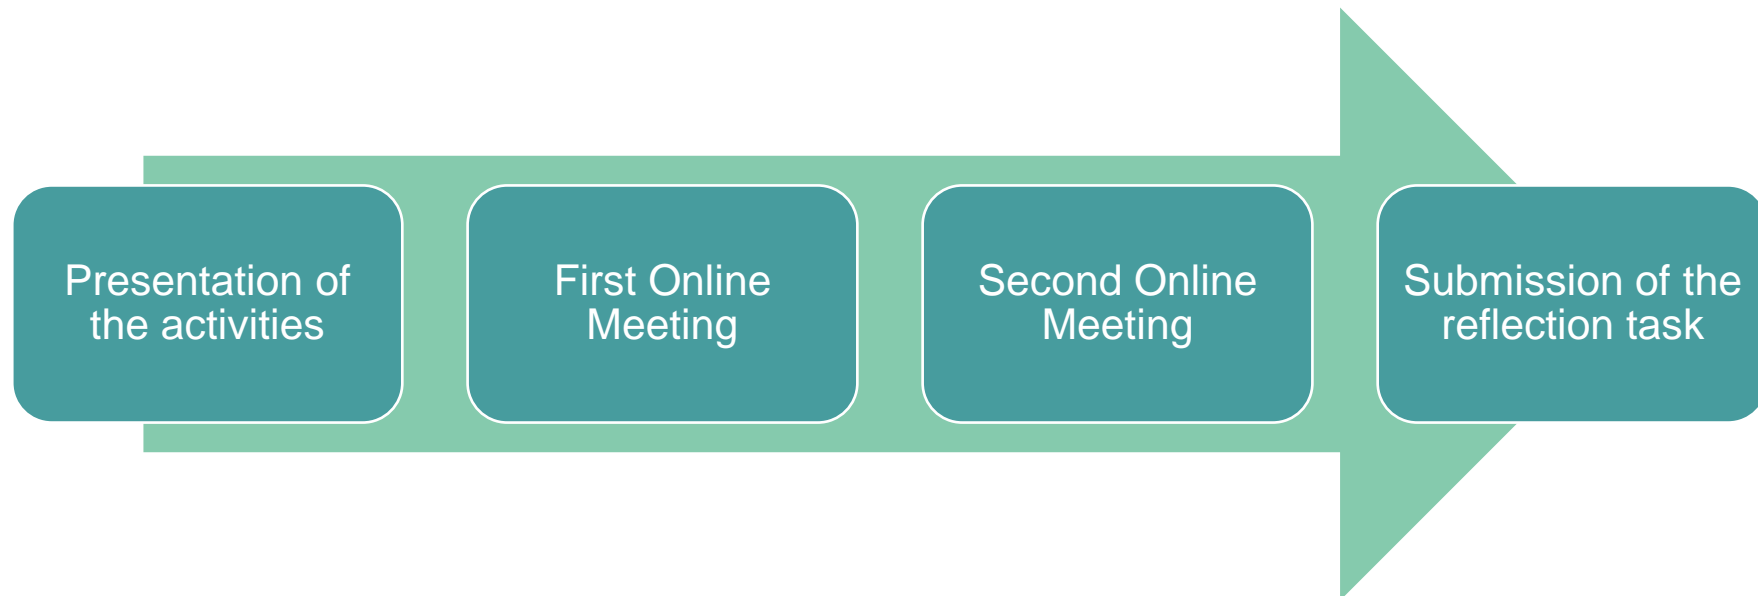 Presentation of
the activities
First Online
Meeting
Second Online
Meeting
Submission of the
reflection task